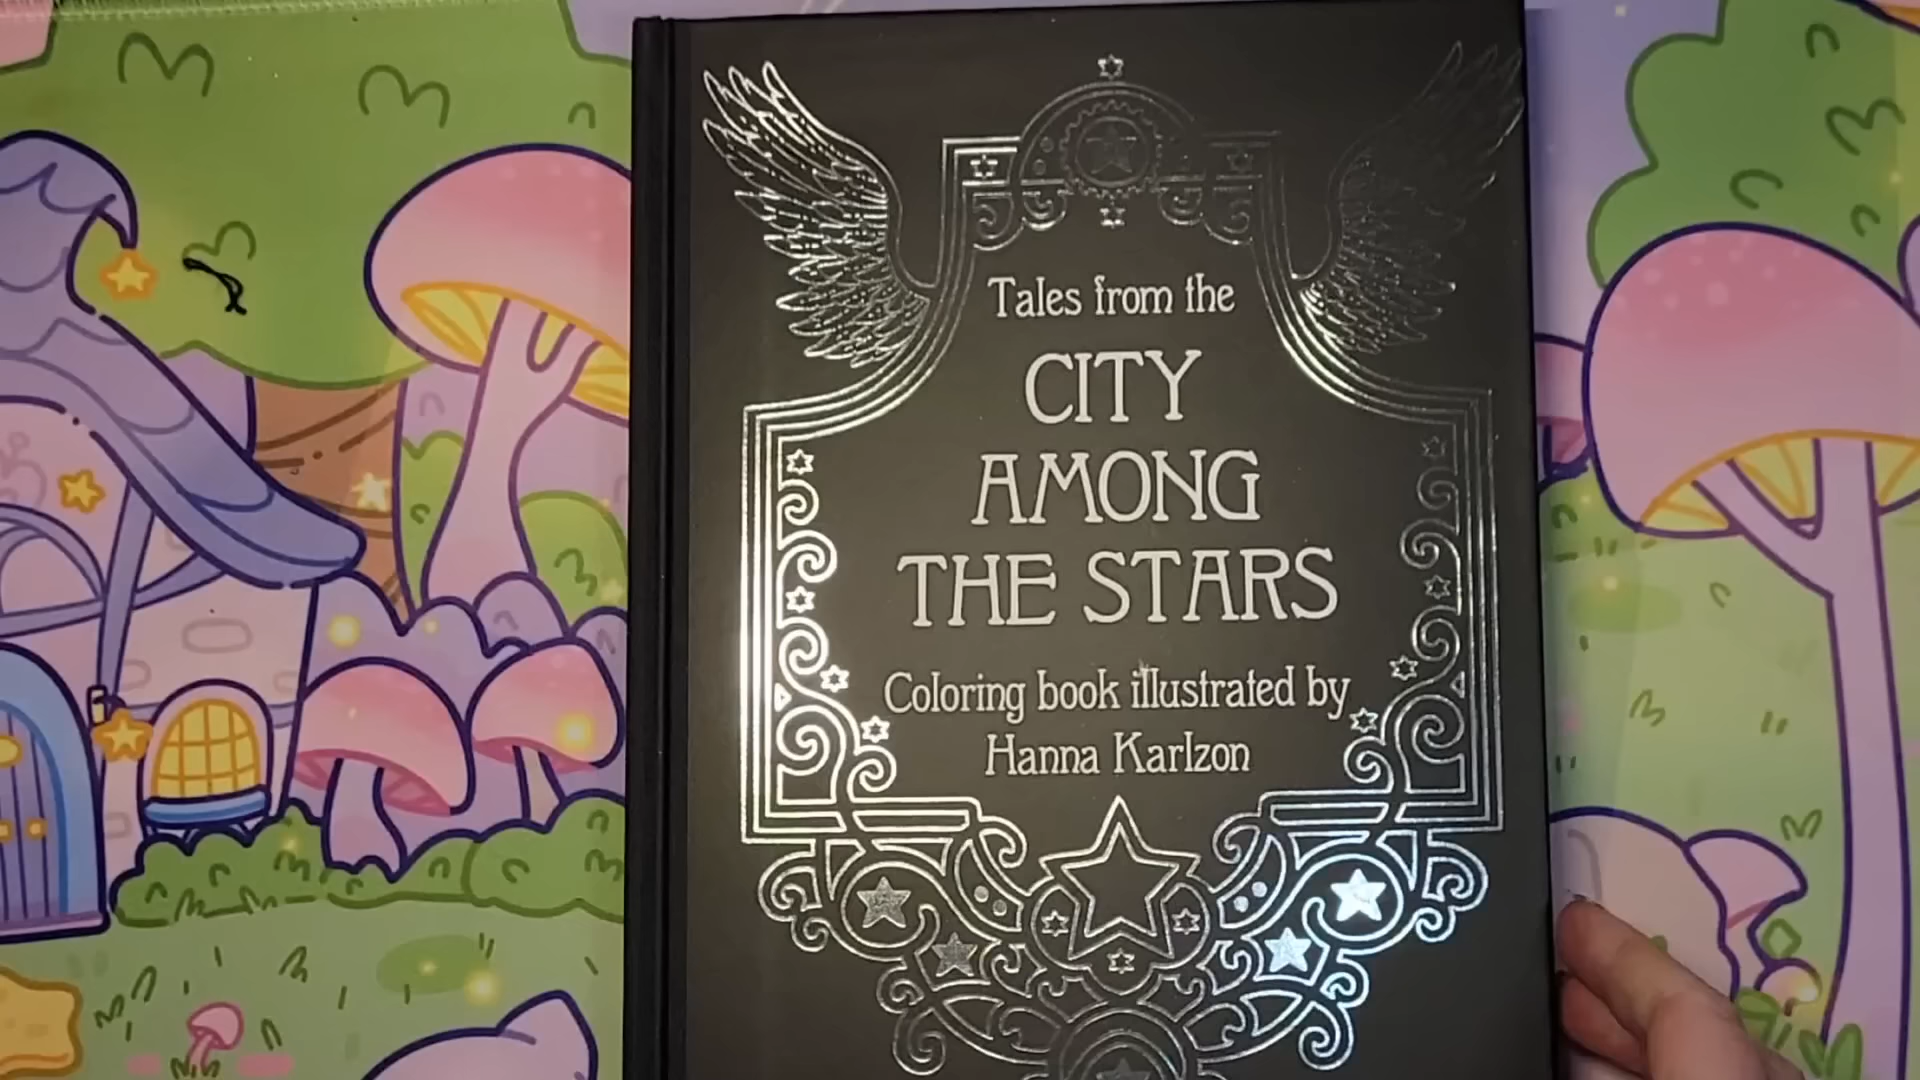 Tales from the
CITY
AMONG
THE STARS
Coloring book illustrated by
Hanna Karlzon